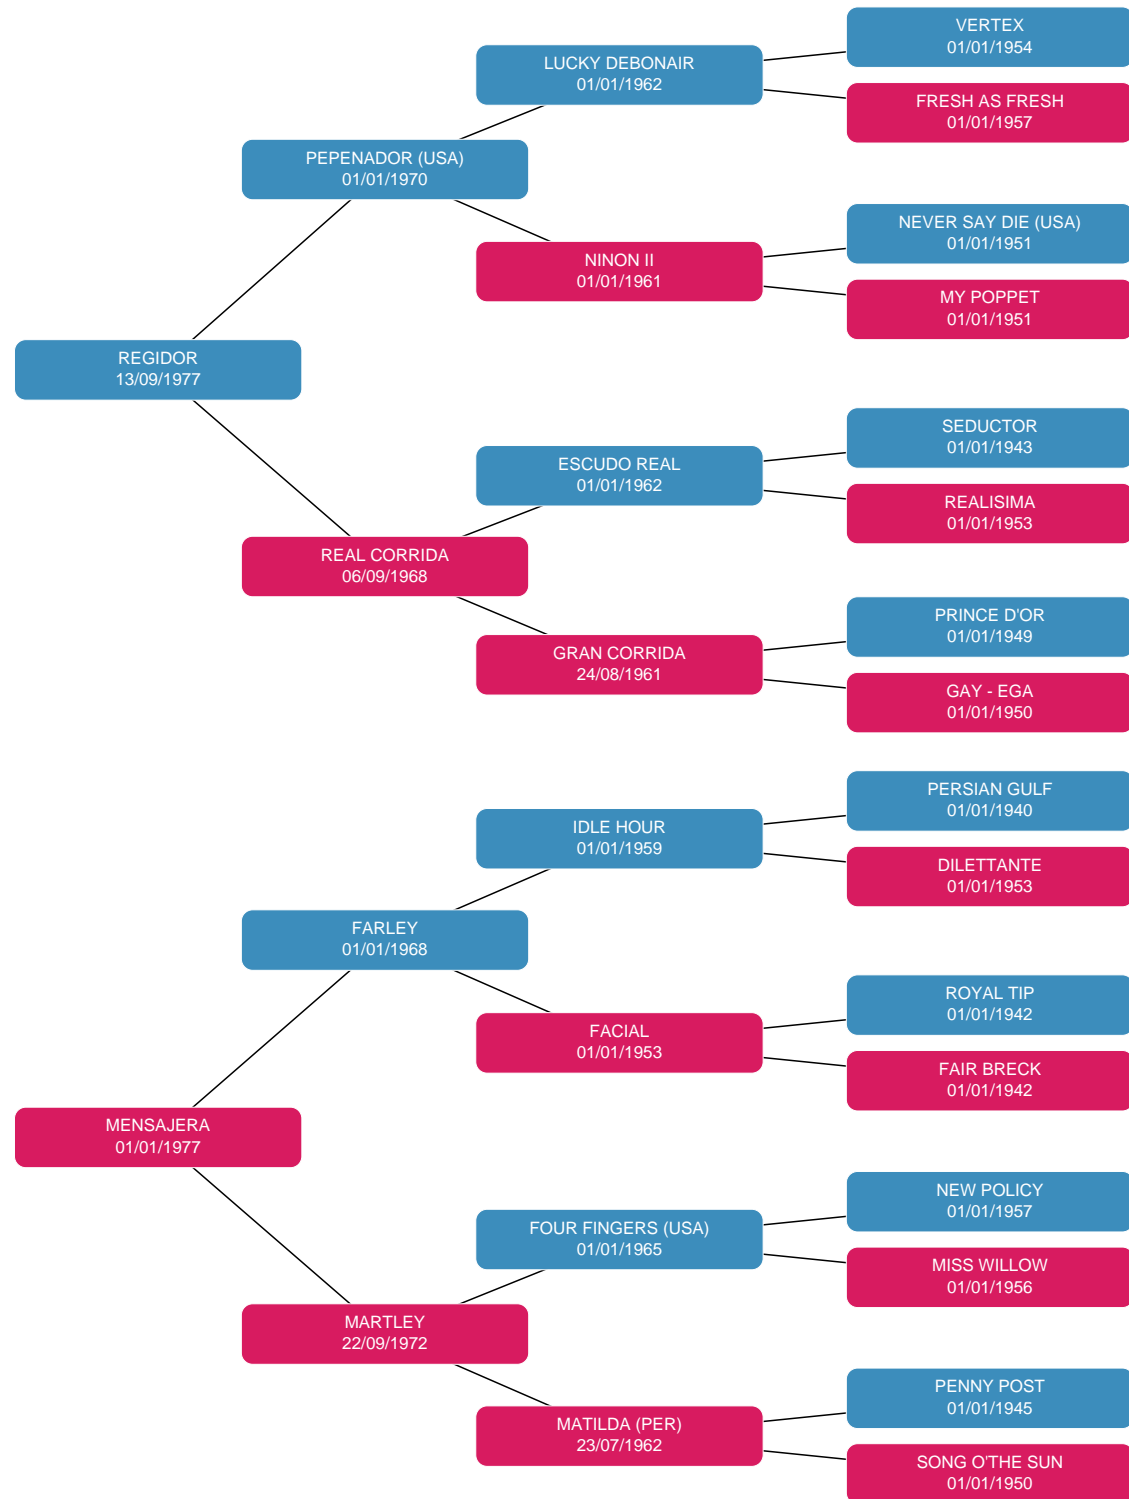 VERTEX
01/01/1954
LUCKY DEBONAIR
01/01/1962
FRESH AS FRESH
01/01/1957
PEPENADOR (USA)
01/01/1970
NEVER SAY DIE (USA)
01/01/1951
NINON II
01/01/1961
MY POPPET
01/01/1951
REGIDOR
13/09/1977
SEDUCTOR
01/01/1943
ESCUDO REAL
01/01/1962
REALISIMA
01/01/1953
REAL CORRIDA
06/09/1968
PRINCE D'OR
01/01/1949
GRAN CORRIDA
24/08/1961
GAY - EGA
01/01/1950
PERSIAN GULF
01/01/1940
IDLE HOUR
01/01/1959
DILETTANTE
01/01/1953
FARLEY
01/01/1968
ROYAL TIP
01/01/1942
FACIAL
01/01/1953
FAIR BRECK
01/01/1942
MENSAJERA
01/01/1977
NEW POLICY
01/01/1957
FOUR FINGERS (USA)
01/01/1965
MISS WILLOW
01/01/1956
MARTLEY
22/09/1972
PENNY POST
01/01/1945
MATILDA (PER)
23/07/1962
SONG O'THE SUN
01/01/1950